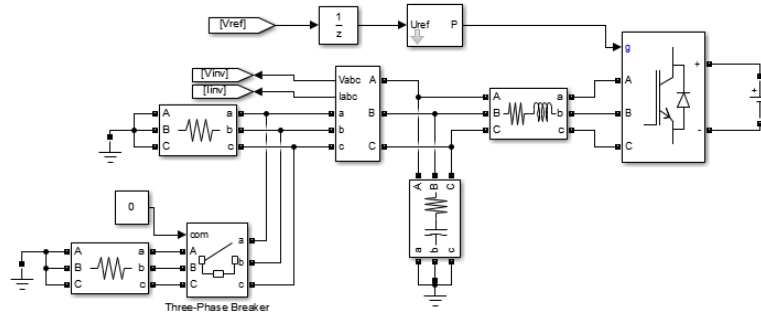 [Vref]
1
z
Uref P
g
[Vinv]
[Iinv]
Vabc A
Iabc
a B
b
c C
A a
B b
C c
A a
B b
C c
+
A
B
C
-
+
A B C
a b c
0
com
A a
B b
C c
A a
B b
C c
Three-Phase Breaker